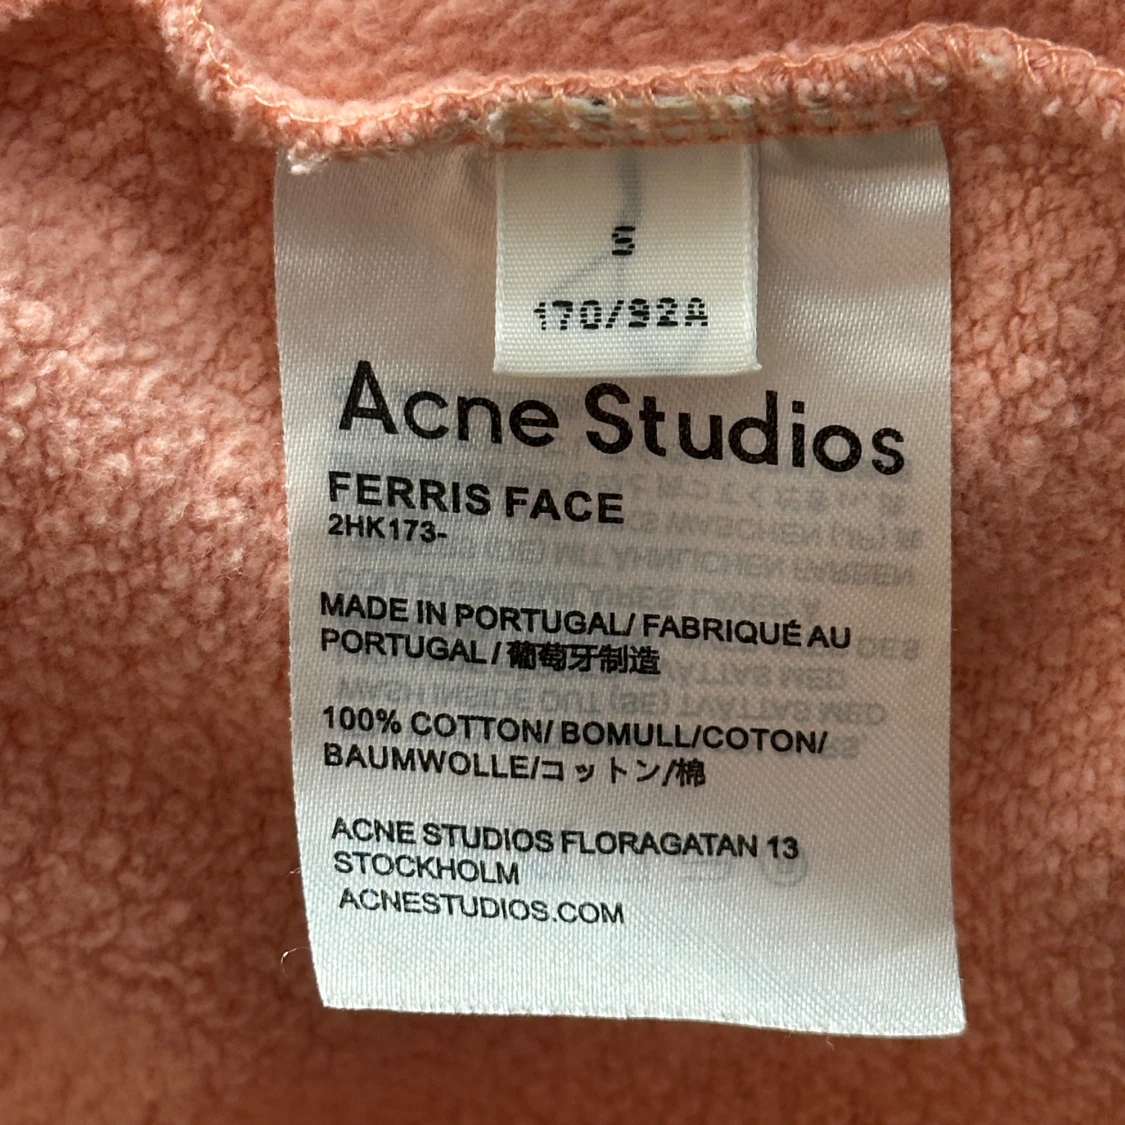 S
170/92A
Acne Studios
FERRIS FACE
2HK173-
MADE IN PORTUGAL/ FABRIQUÉ AU
PORTUGAL / 葡萄牙制造
100% COTTON/ BOMULL/COTON/
BAUMWOLLE/コットン/棉
ACNE STUDIOS FLORAGATAN 13
STOCKHOLM
ACNESTUDIOS.COM